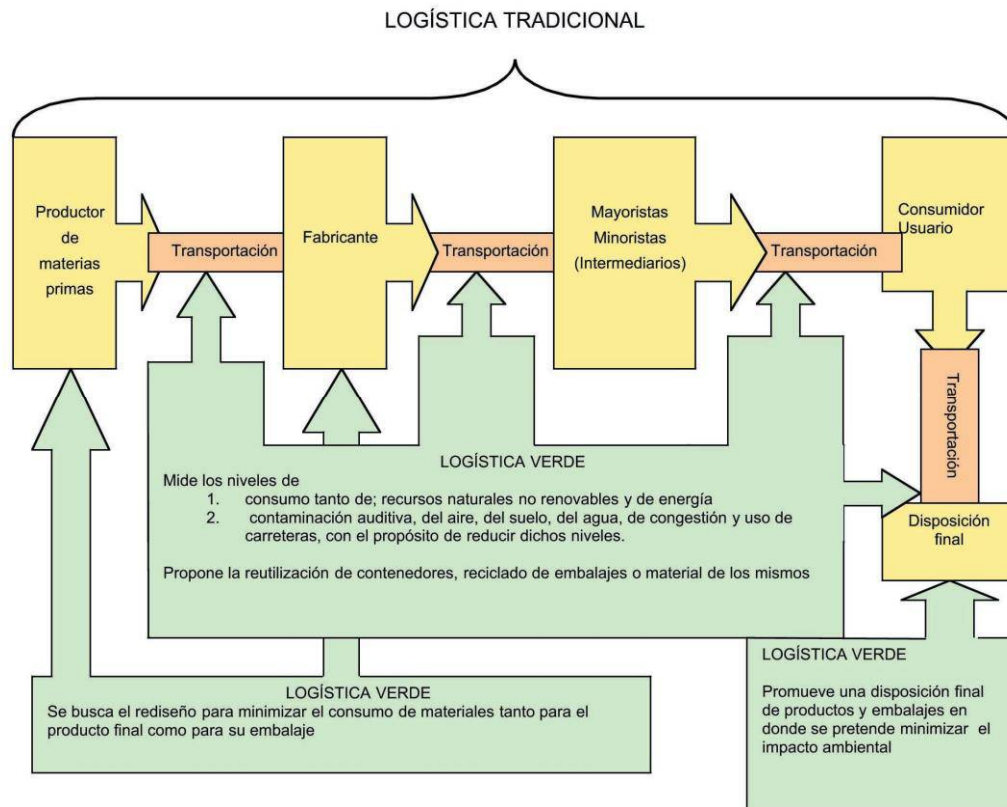 LOGÍSTICA TRADICIONAL
Productor
de
materias
primas
Transportación
Fabricante
Transportación
Mayoristas
Minoristas
(Intermediarios)
Transportación
Consumidor
Usuario
Transportación
Disposición
final
LOGÍSTICA VERDE
Mide los niveles de
1. consumo tanto de; recursos naturales no renovables y de energía
2. contaminación auditiva, del aire, del suelo, del agua, de congestión y uso de
carreteras, con el propósito de reducir dichos niveles.
Propone la reutilización de contenedores, reciclado de embalajes o material de los mismos
LOGÍSTICA VERDE
Se busca el rediseño para minimizar el consumo de materiales tanto para el
producto final como para su embalaje
LOGÍSTICA VERDE
Promueve una disposición final
de productos y embalajes en
donde se pretende minimizar el
impacto ambiental